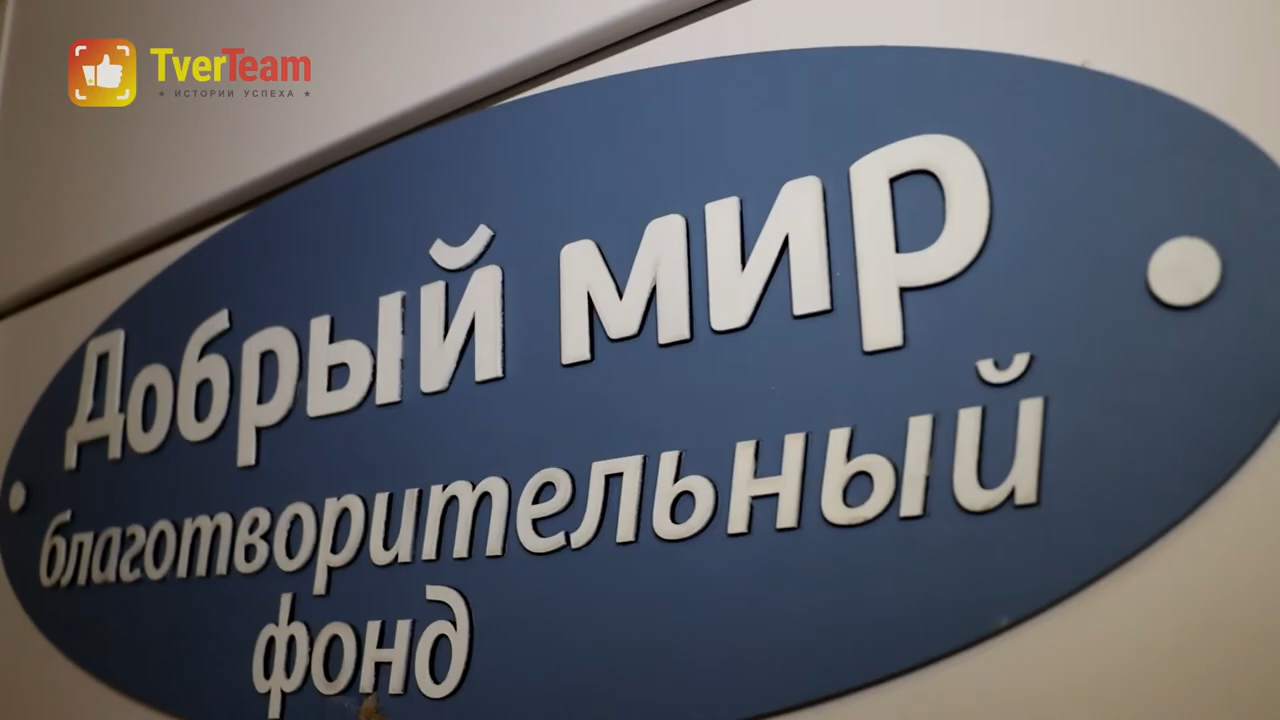 TverTeam
★ ИСТОРИИ УСПЕХА ★
Добрый мир
благотворительный
фонд